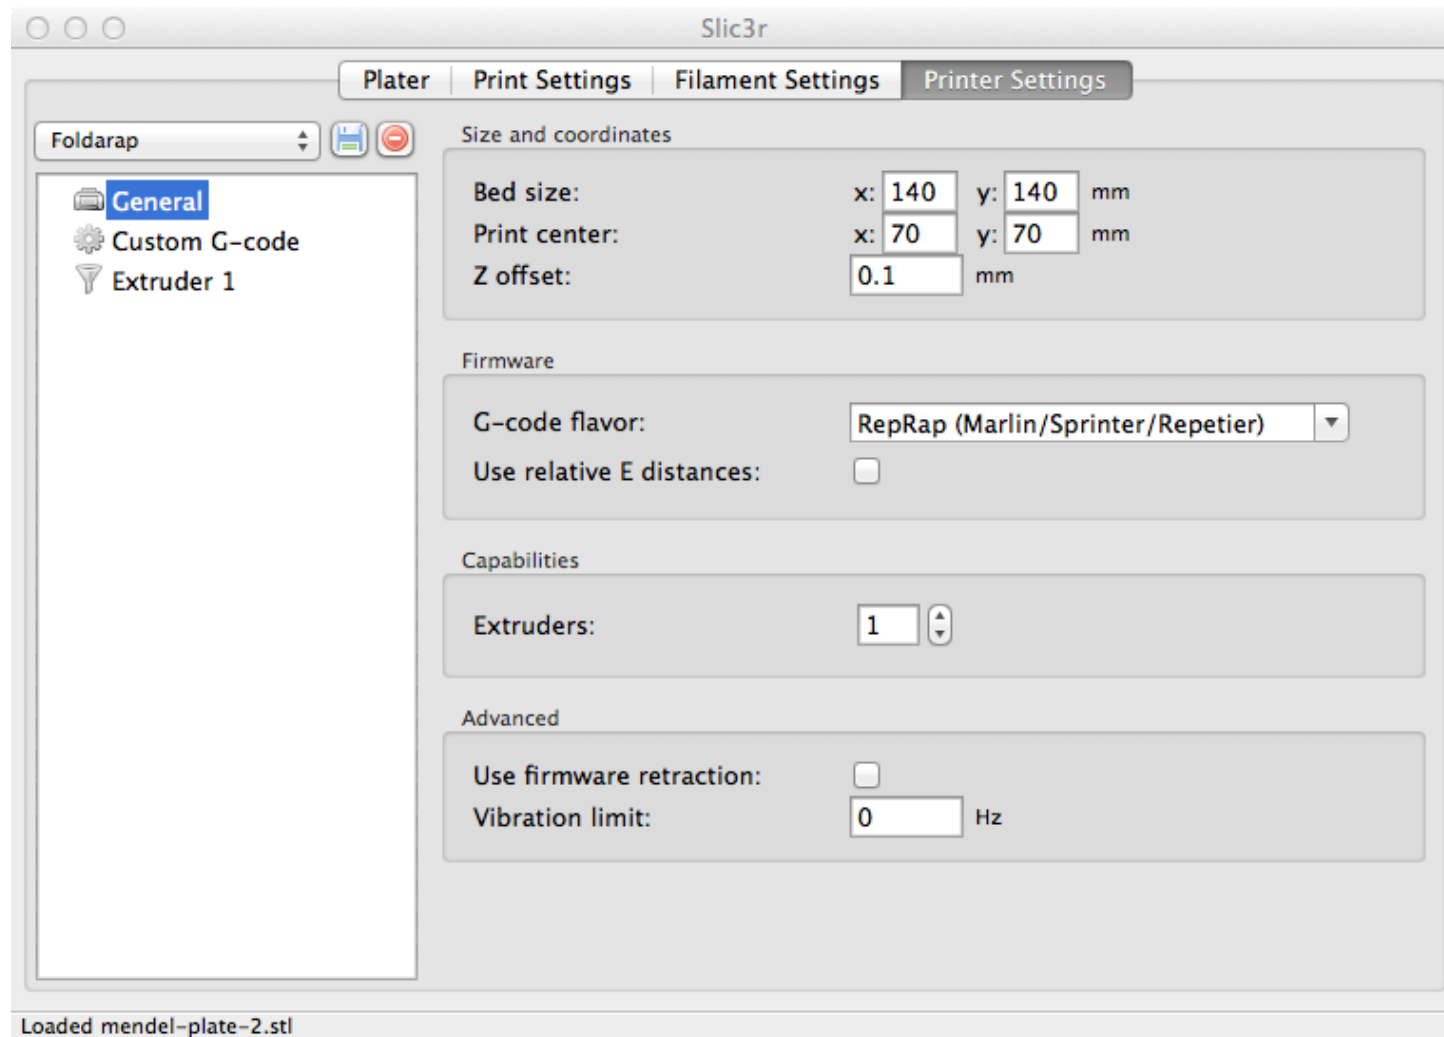 Slic3r
Plater Print Settings Filament Settings Printer Settings
Foldarap
General
Custom G-code
Extruder 1
Size and coordinates
Bed size: x: 140 y: 140 mm
Print center: x: 70 y: 70 mm
Z offset: 0.1 mm
Firmware
G-code flavor: RepRap (Marlin/Sprinter/Repetier)
Use relative E distances:
Capabilities
Extruders: 1
Advanced
Use firmware retraction:
Vibration limit: 0 Hz
Loaded mendel-plate-2.stl